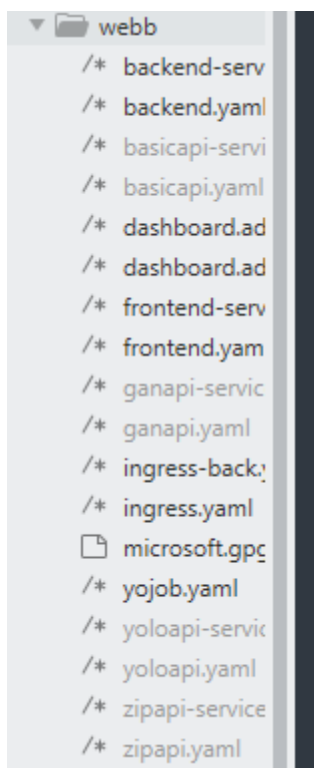 webb
/* backend-serv
/* backend.yaml
/* basicapi-servi
/* basicapi.yaml
/* dashboard.ad
/* dashboard.ad
/* frontend-serv
/* frontend.yam
/* ganapi-servic
/* ganapi.yaml
/* ingress-back.y
/* ingress.yaml
microsoft.gpg
/* yojob.yaml
/* yoloapi-servic
/* yoloapi.yaml
/* zipapi-service
/* zipapi.yaml